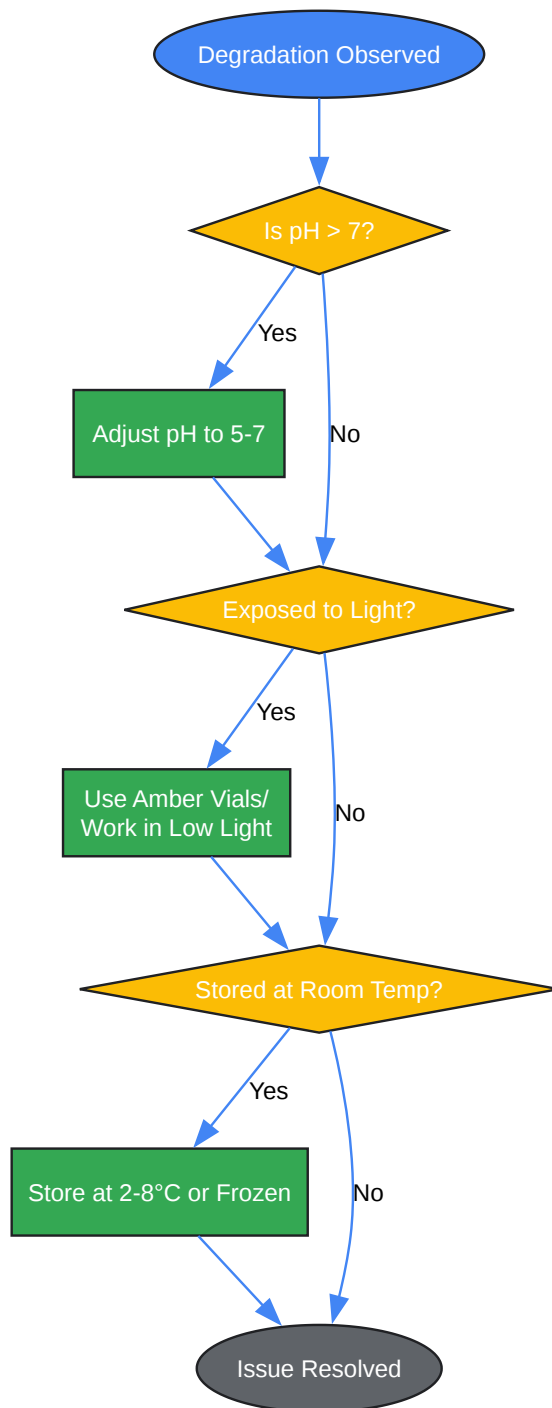 Degradation Observed
Is pH > 7?
Yes
Adjust pH to 5-7
No
Exposed to Light?
Yes
Use Amber Vials/
Work in Low Light
No
Stored at Room Temp?
Yes
Store at 2-8°C or Frozen
No
Issue Resolved